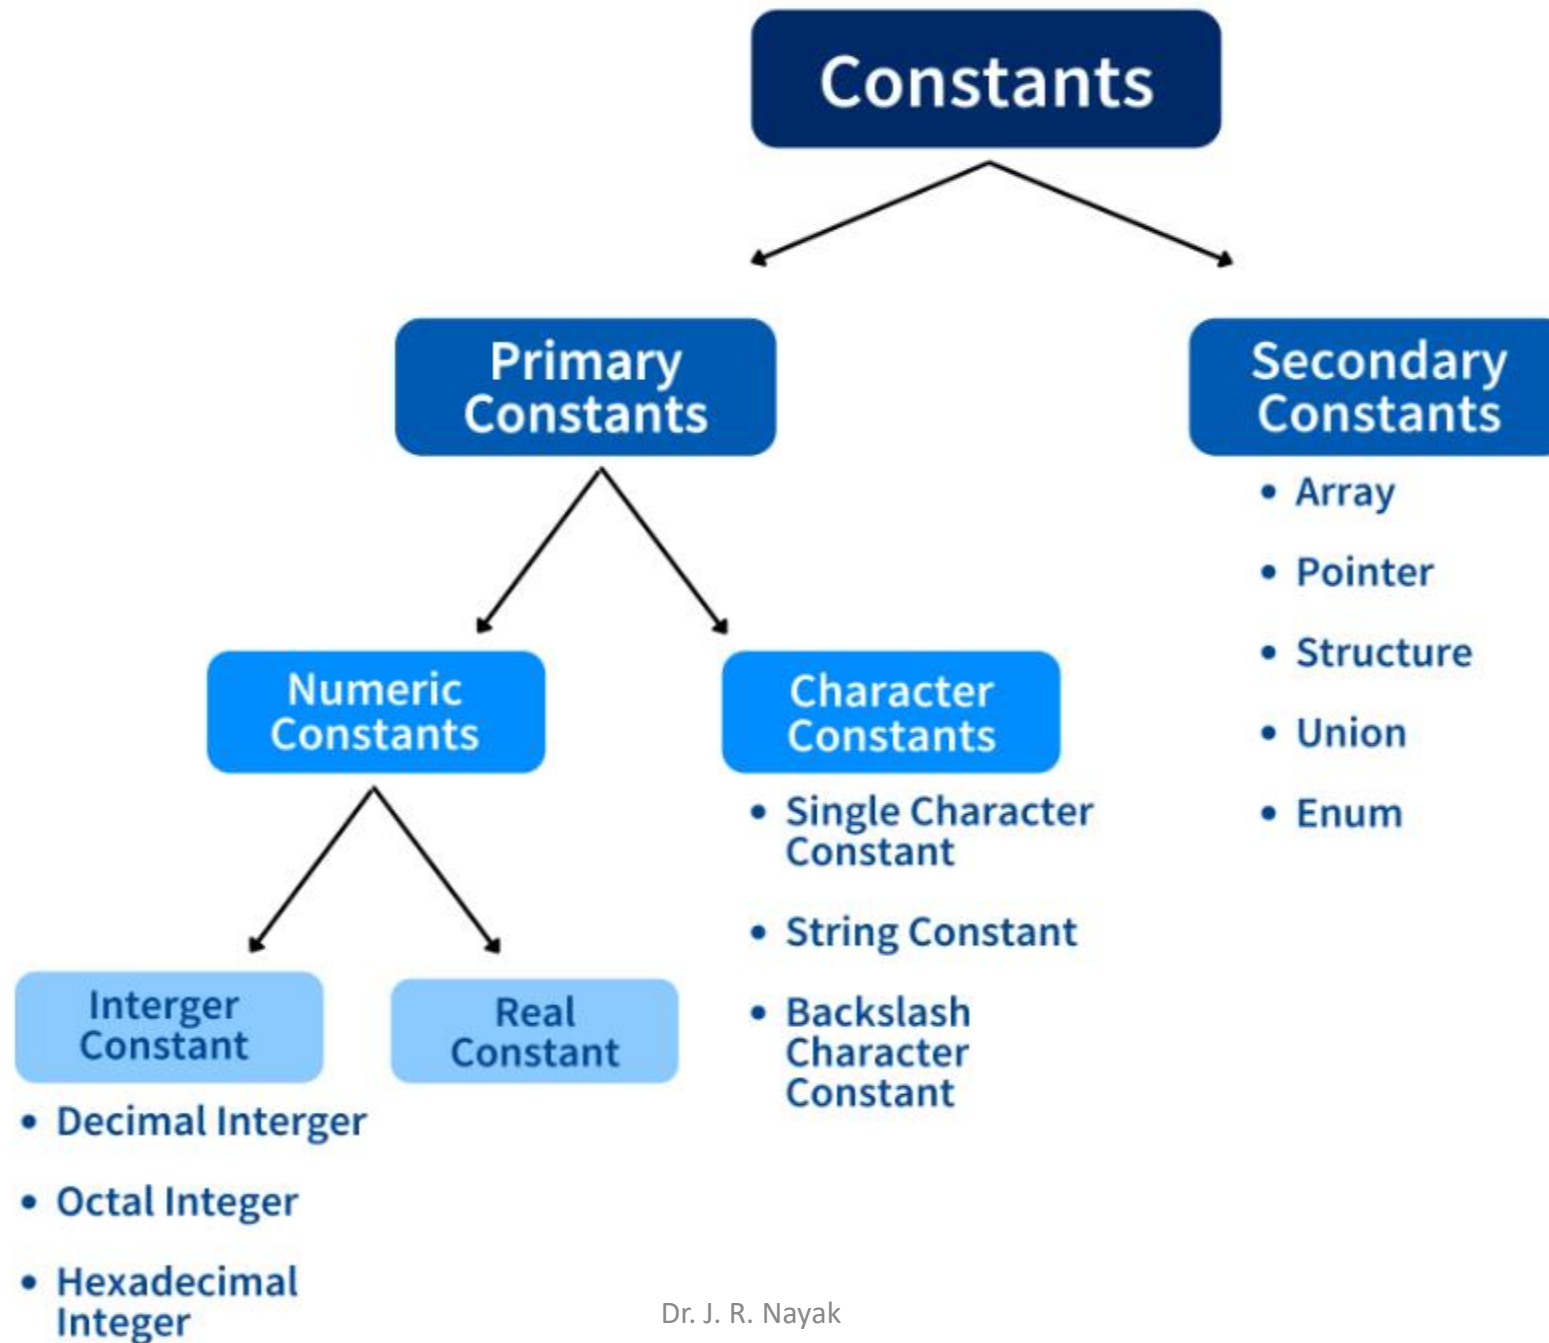 Constants
Primary
Constants
Secondary
Constants
• Array
• Pointer
• Structure
• Union
• Enum
Numeric
Constants
Character
Constants
• Single Character
Constant
• String Constant
• Backslash
Character
Constant
Interger
Constant
Real
Constant
• Decimal Interger
• Octal Integer
• Hexadecimal
Integer
Dr. J. R. Nayak